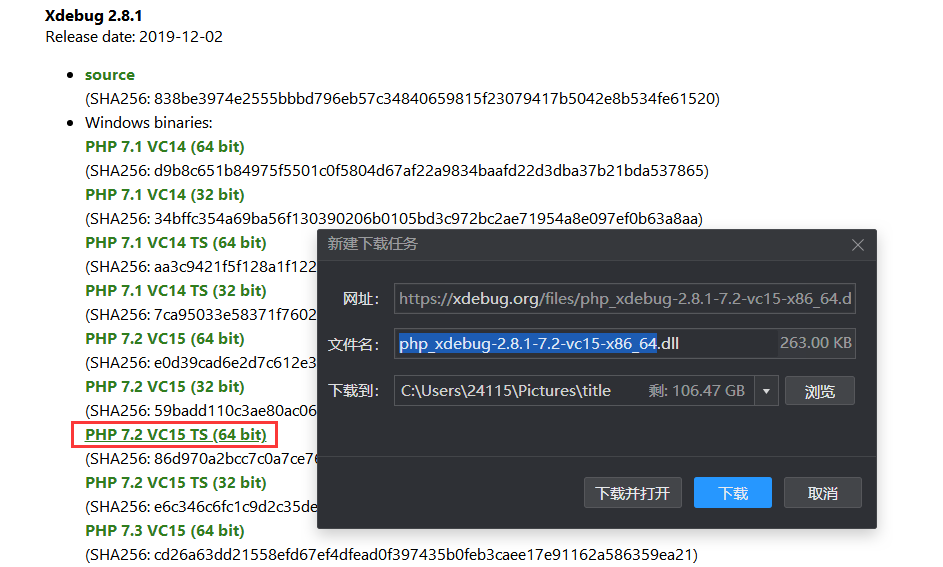 Xdebug 2.8.1
Release date: 2019-12-02
source
(SHA256: 838be3974e2555bbbd796eb57c34840659815f23079417b5042e8b534fe61520)
Windows binaries:
PHP 7.1 VC14 (64 bit)
(SHA256: d9b8c651b84975f5501c0f5804d67af22a9834baafd22d3dba37b21bda537865)
PHP 7.1 VC14 (32 bit)
(SHA256: 34bffc354a69ba56f130390206b0105bd3c972bc2ae71954a8e097ef0b63a8aa)
PHP 7.1 VC14 TS (64 bit)
(SHA256: aa3c9421f5f128a1f122
PHP 7.1 VC14 TS (32 bit)
(SHA256: 7ca95033e58371f7602
PHP 7.2 VC15 (64 bit)
(SHA256: e0d39cad6e2d7c612e3
PHP 7.2 VC15 (32 bit)
(SHA256: 59badd110c3ae80ac06
PHP 7.2 VC15 TS (64 bit)
(SHA256: 86d970a2bcc7c0a7ce76
PHP 7.2 VC15 TS (32 bit)
(SHA256: e6c346c6fc1c9d2c35de
PHP 7.3 VC15 (64 bit)
(SHA256: cd26a63dd21558efd67ef4dfead0f397435b0feb3caee17e91162a586359ea21)
新建下载任务
网址： https://xdebug.org/files/php_xdebug-2.8.1-7.2-vc15-x86_64.d
文件名： php_xdebug-2.8.1-7.2-vc15-x86_64.dll 263.00 KB
下载到： C:\Users\24115\Pictures\title 剩: 106.47 GB 浏览
下载并打开 下载 取消